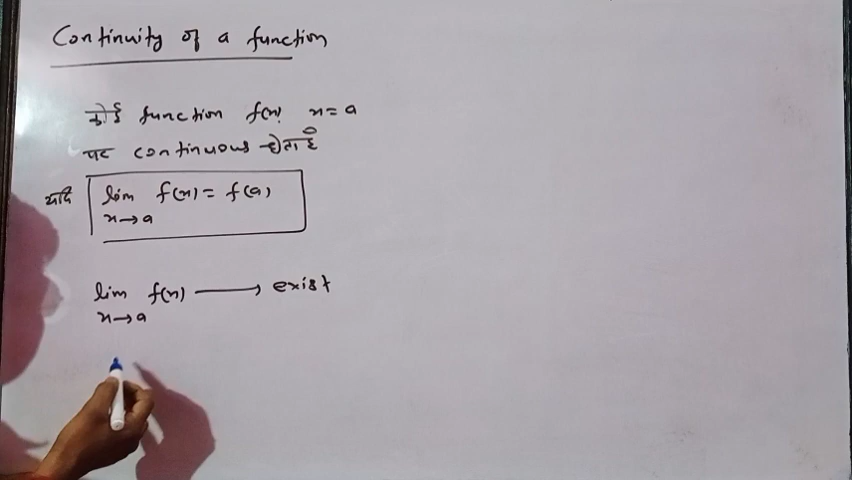 Continuity of a function
कोई function f(x) x=a
पर continuous होता है
यदि lim f(x) = f(a)
x→a
lim f(x) ⟶ exist
x→a